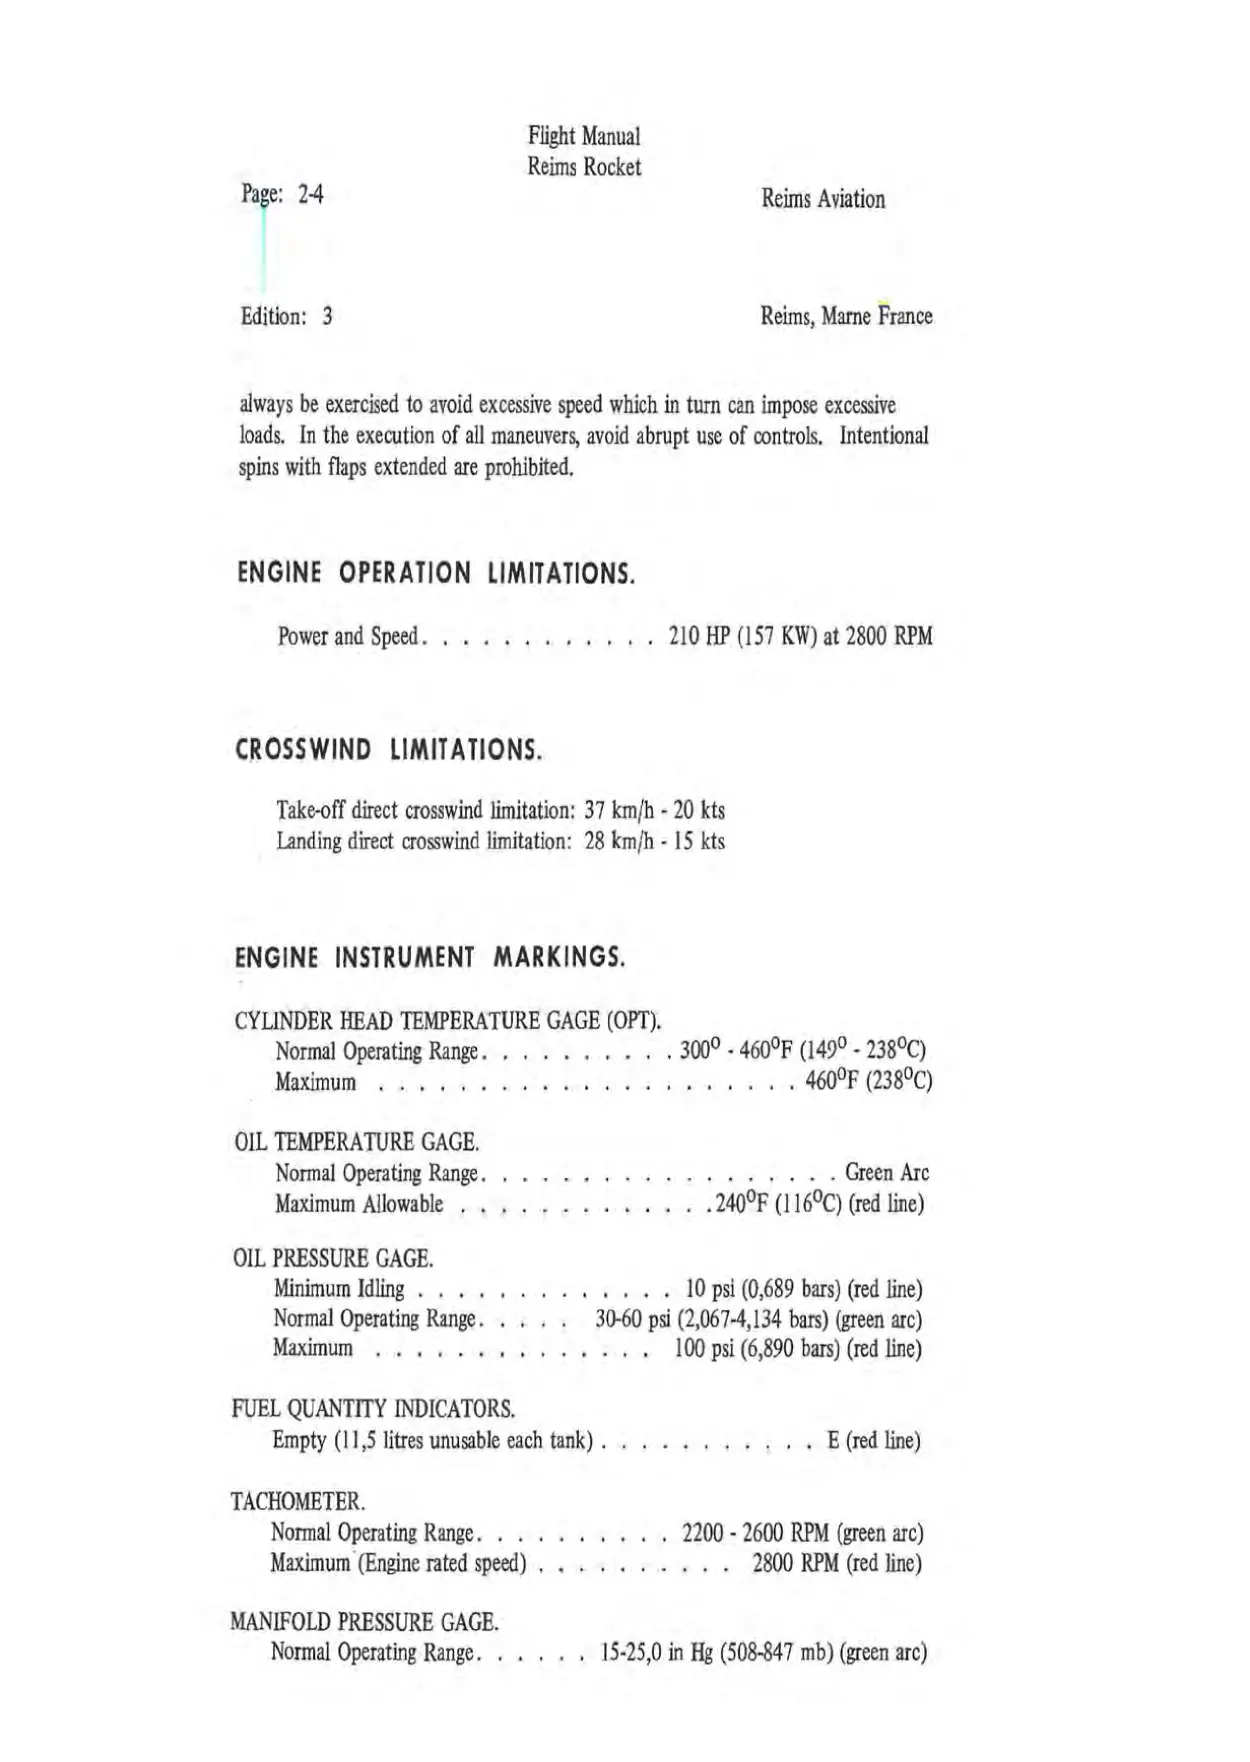 Flight Manual
Reims Rocket
Page: 2-4
Reims Aviation
Edition: 3
Reims, Marne France
always be exercised to avoid excessive speed which in turn can impose excessive
loads. In the execution of all maneuvers, avoid abrupt use of controls. Intentional
spins with flaps extended are prohibited.
ENGINE OPERATION LIMITATIONS.
Power and Speed. . . . . . . . . . . . 210 HP (157 KW) at 2800 RPM
CROSSWIND LIMITATIONS.
Take-off direct crosswind limitation: 37 km/h - 20 kts
Landing direct crosswind limitation: 28 km/h - 15 kts
ENGINE INSTRUMENT MARKINGS.
CYLINDER HEAD TEMPERATURE GAGE (OPT).
Normal Operating Range. . . . . . . . . . 300⁰ - 460⁰F (149⁰ - 238⁰C)
Maximum . . . . . . . . . . . . . . . . . . . . . 460⁰F (238⁰C)
OIL TEMPERATURE GAGE.
Normal Operating Range. . . . . . . . . . . . . . . . . . Green Arc
Maximum Allowable . . . . . . . . . . . . . 240⁰F (116⁰C) (red line)
OIL PRESSURE GAGE.
Minimum Idling . . . . . . . . . . . . . 10 psi (0,689 bars) (red line)
Normal Operating Range. . . . . 30-60 psi (2,067-4,134 bars) (green arc)
Maximum . . . . . . . . . . . . . . 100 psi (6,890 bars) (red line)
FUEL QUANTITY INDICATORS.
Empty (11,5 litres unusable each tank) . . . . . . . . . . . E (red line)
TACHOMETER.
Normal Operating Range. . . . . . . . . . 2200 - 2600 RPM (green arc)
Maximum (Engine rated speed) . . . . . . . . . . 2800 RPM (red line)
MANIFOLD PRESSURE GAGE.
Normal Operating Range. . . . . . 15-25,0 in Hg (508-847 mb) (green arc)